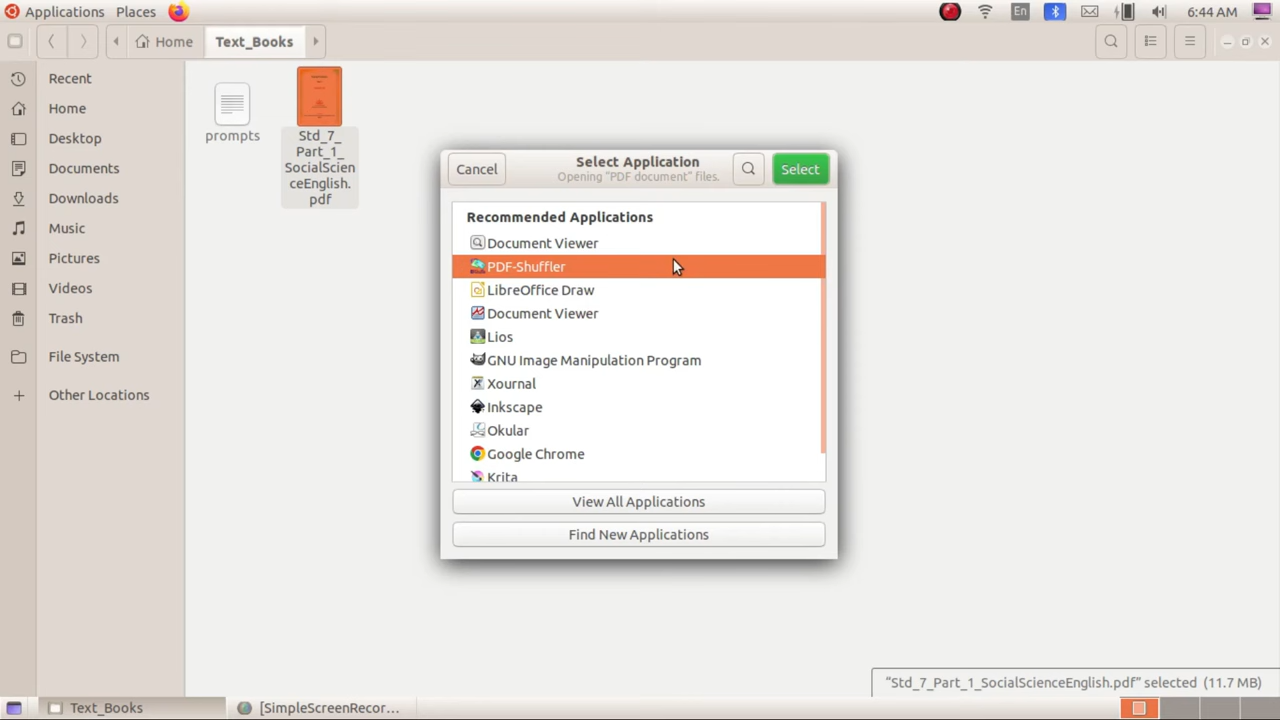 Applications Places En 6:44 AM
Home Text_Books
Recent
Home
Desktop
Documents
Downloads
Music
Pictures
Videos
Trash
File System
Other Locations
prompts
Std_7_
Part_1_
SocialScien
ceEnglish.
pdf
Cancel
Select Application
Opening “PDF document” files.
Select
Recommended Applications
Document Viewer
PDF-Shuffler
LibreOffice Draw
Document Viewer
Lios
GNU Image Manipulation Program
Xournal
Inkscape
Okular
Google Chrome
Krita
View All Applications
Find New Applications
“Std_7_Part_1_SocialScienceEnglish.pdf” selected (11.7 MB)
Text_Books [SimpleScreenRecor...